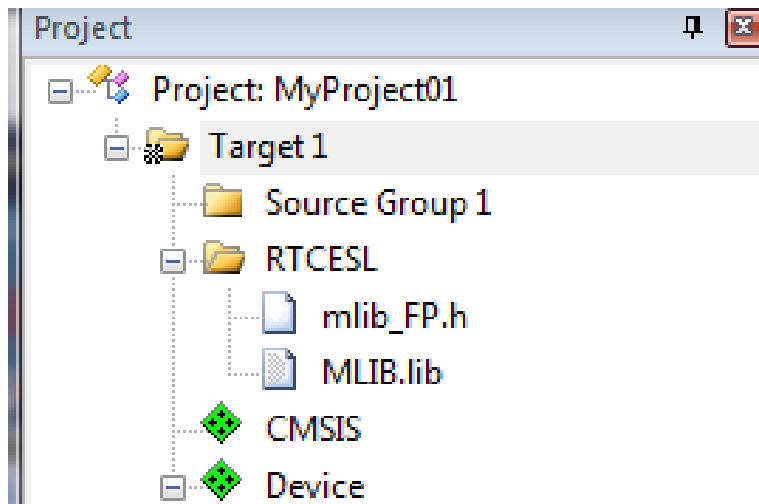 Project
Project: MyProject01
Target 1
Source Group 1
RTCESL
mlib_FP.h
MLIB.lib
CMSIS
Device